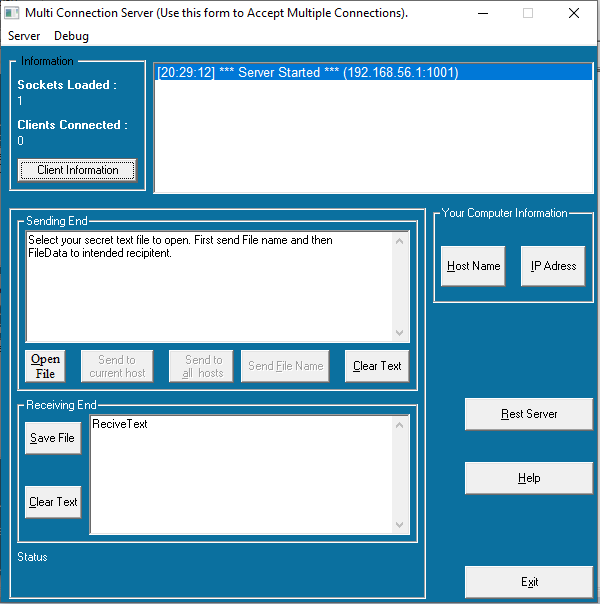 Multi Connection Server (Use this form to Accept Multiple Connections).
Server Debug
Information
Sockets Loaded :
1
Clients Connected :
0
Client Information
[20:29:12] *** Server Started *** (192.168.56.1:1001)
Sending End
Select your secret text file to open. First send File name and then
FileData to intended recipitent.
Open
File
Send to
current host
Send to
all hosts
Send File Name
Clear Text
Your Computer Information
Host Name
IP Adress
Receiving End
Save File
Clear Text
ReciveText
Rest Server
Help
Status
Exit